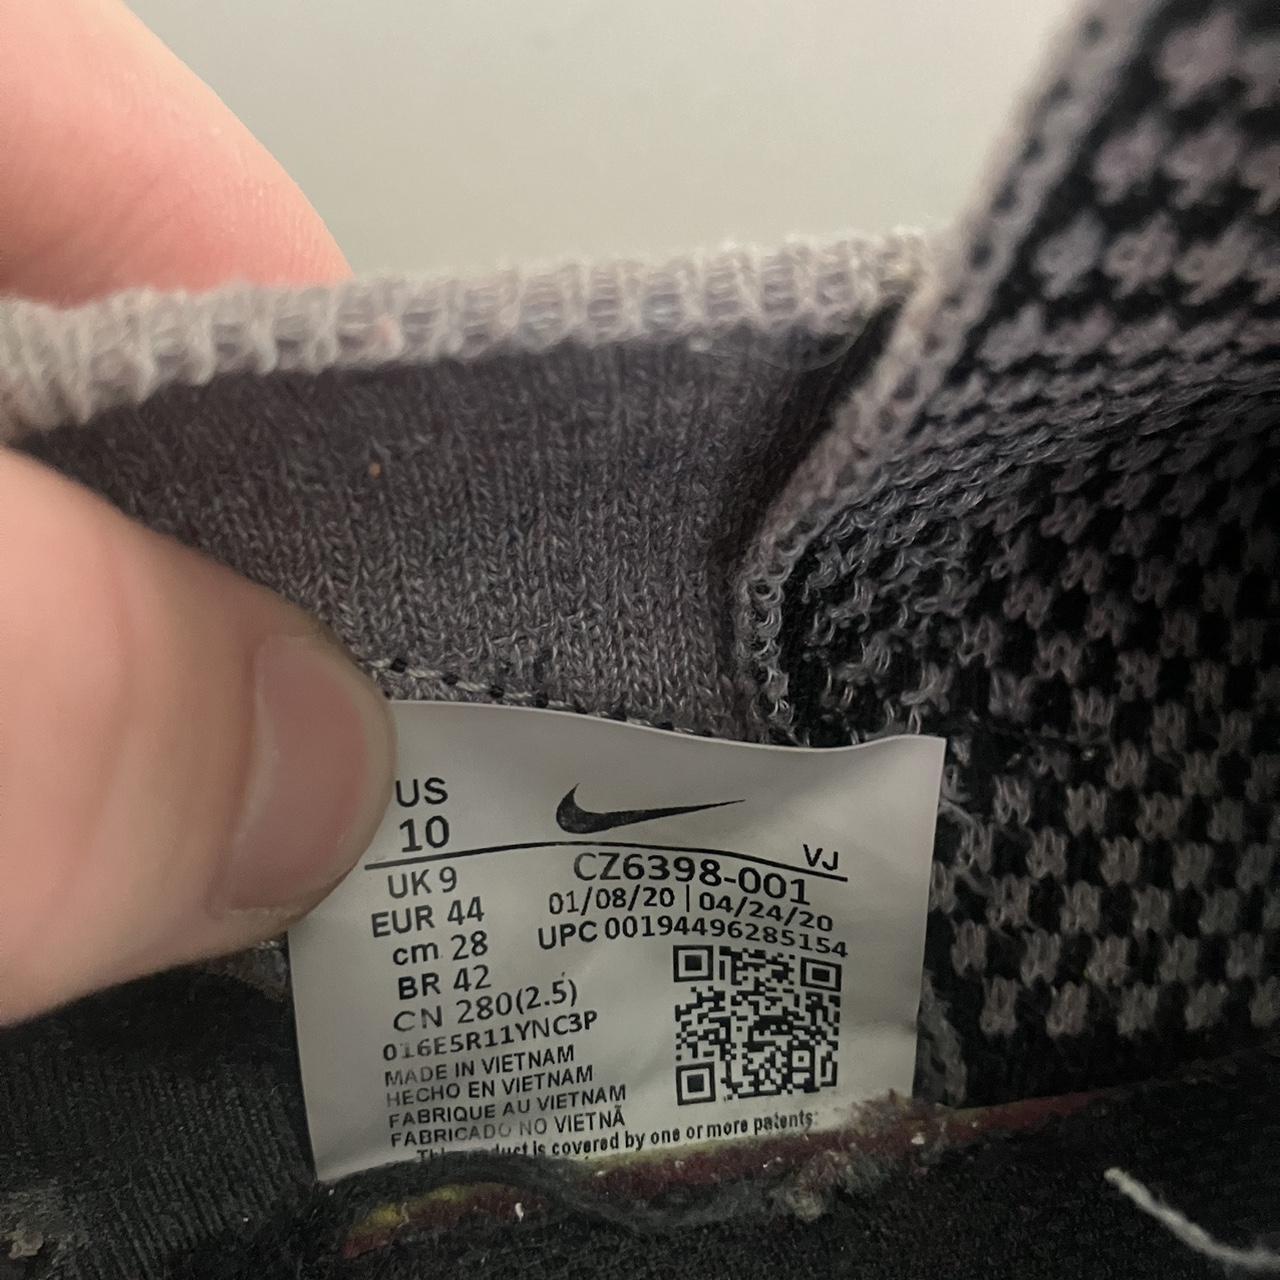 US
10
UK 9
EUR 44
cm 28
BR 42
CN 280(2.5)
016E5R11YNC3P
MADE IN VIETNAM
HECHO EN VIETNAM
FABRIQUE AU VIETNAM
FABRICADO NO VIETNÃ
VJ
CZ6398-001
01/08/20 | 04/24/20
UPC 00194496285154
is covered by one or more patents: